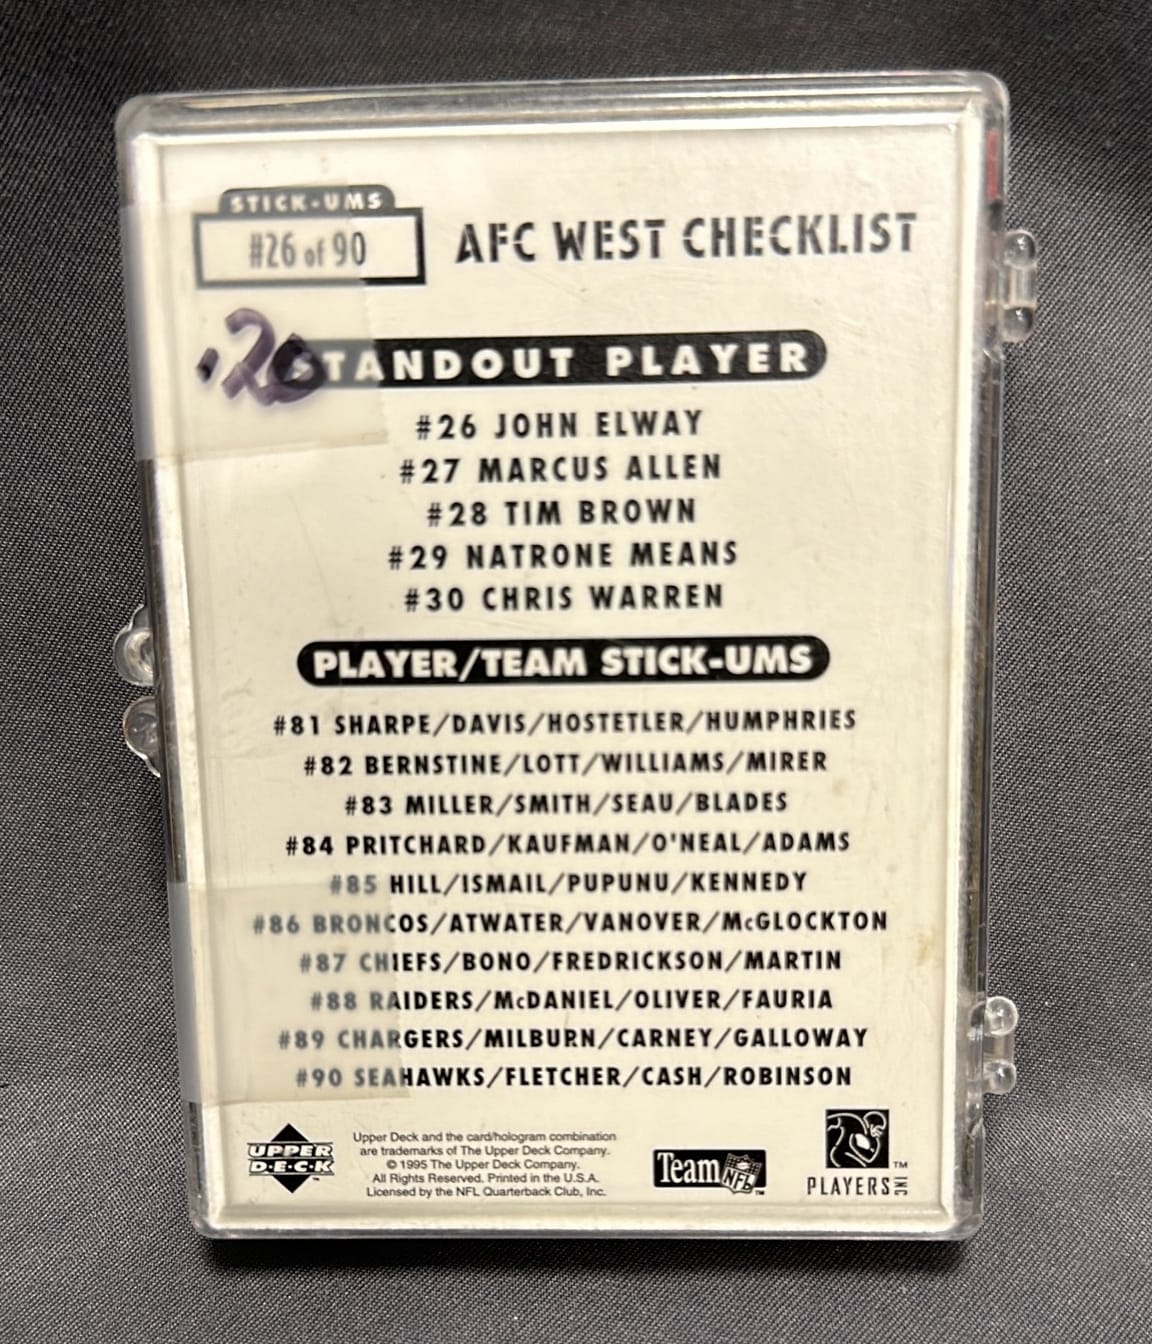 STICK-UMS
#26 of 90
AFC WEST CHECKLIST
.20
STANDOUT PLAYER
#26 JOHN ELWAY
#27 MARCUS ALLEN
#28 TIM BROWN
#29 NATRONE MEANS
#30 CHRIS WARREN
PLAYER/TEAM STICK-UMS
#81 SHARPE/DAVIS/HOSTETLER/HUMPHRIES
#82 BERNSTINE/LOTT/WILLIAMS/MIRER
#83 MILLER/SMITH/SEAU/BLADES
#84 PRITCHARD/KAUFMAN/O'NEAL/ADAMS
#85 HILL/ISMAIL/PUPUNU/KENNEDY
#86 BRONCOS/ATWATER/VANOVER/McGLOCKTON
#87 CHIEFS/BONO/FREDRICKSON/MARTIN
#88 RAIDERS/McDANIEL/OLIVER/FAURIA
#89 CHARGERS/MILBURN/CARNEY/GALLOWAY
#90 SEAHAWKS/FLETCHER/CASH/ROBINSON
UPPER
D·E·C·K
™
Upper Deck and the card/hologram combination
are trademarks of The Upper Deck Company.
© 1995 The Upper Deck Company.
All Rights Reserved. Printed in the U.S.A.
Licensed by the NFL Quarterback Club, Inc.
Team NFL ™
PLAYERS INC ™